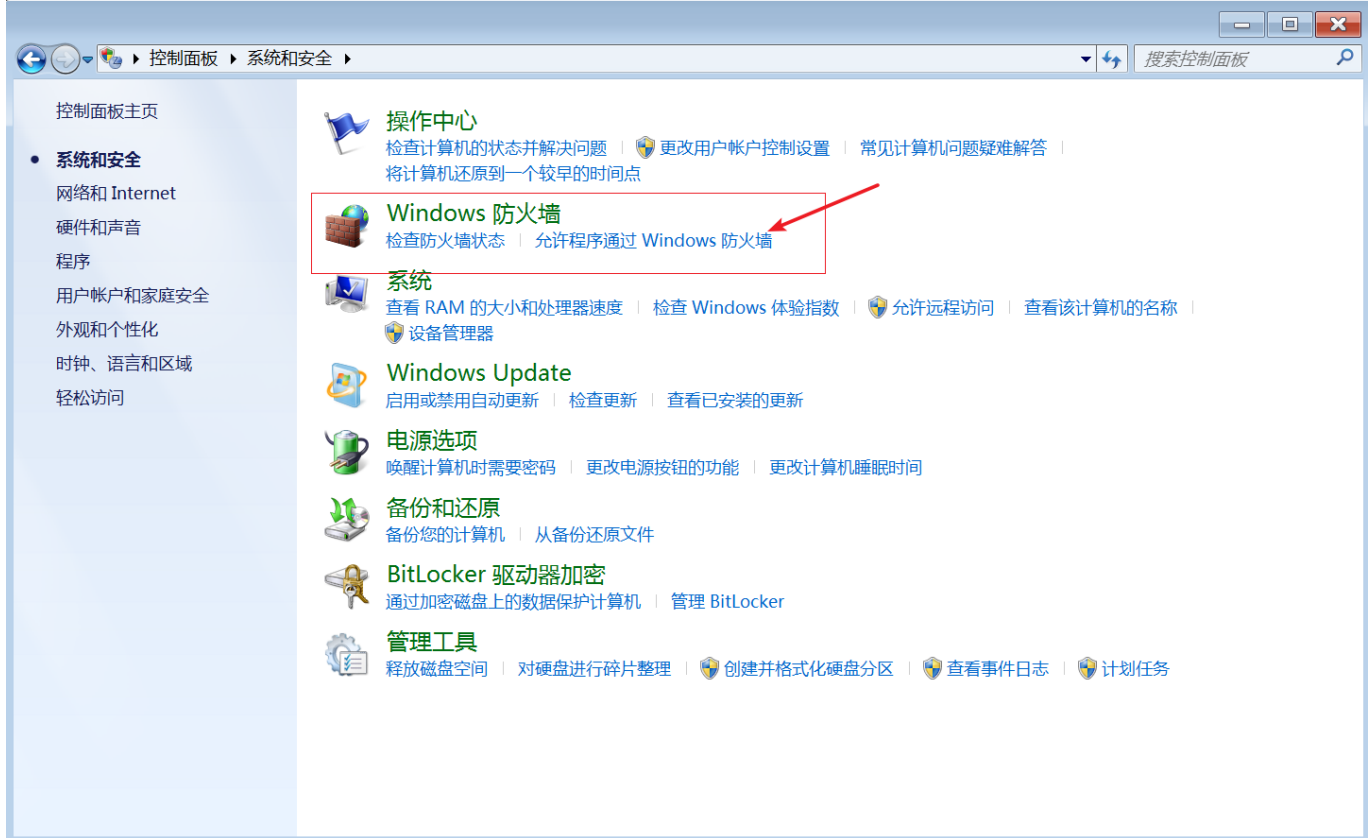 控制面板 系统和安全
搜索控制面板
控制面板主页
系统和安全
网络和 Internet
硬件和声音
程序
用户帐户和家庭安全
外观和个性化
时钟、语言和区域
轻松访问
操作中心
检查计算机的状态并解决问题 更改用户帐户控制设置 常见计算机问题疑难解答
将计算机还原到一个较早的时间点
Windows 防火墙
检查防火墙状态 允许程序通过 Windows 防火墙
系统
查看 RAM 的大小和处理器速度 检查 Windows 体验指数 允许远程访问 查看该计算机的名称
设备管理器
Windows Update
启用或禁用自动更新 检查更新 查看已安装的更新
电源选项
唤醒计算机时需要密码 更改电源按钮的功能 更改计算机睡眠时间
备份和还原
备份您的计算机 从备份还原文件
BitLocker 驱动器加密
通过加密磁盘上的数据保护计算机 管理 BitLocker
管理工具
释放磁盘空间 对硬盘进行碎片整理 创建并格式化硬盘分区 查看事件日志 计划任务